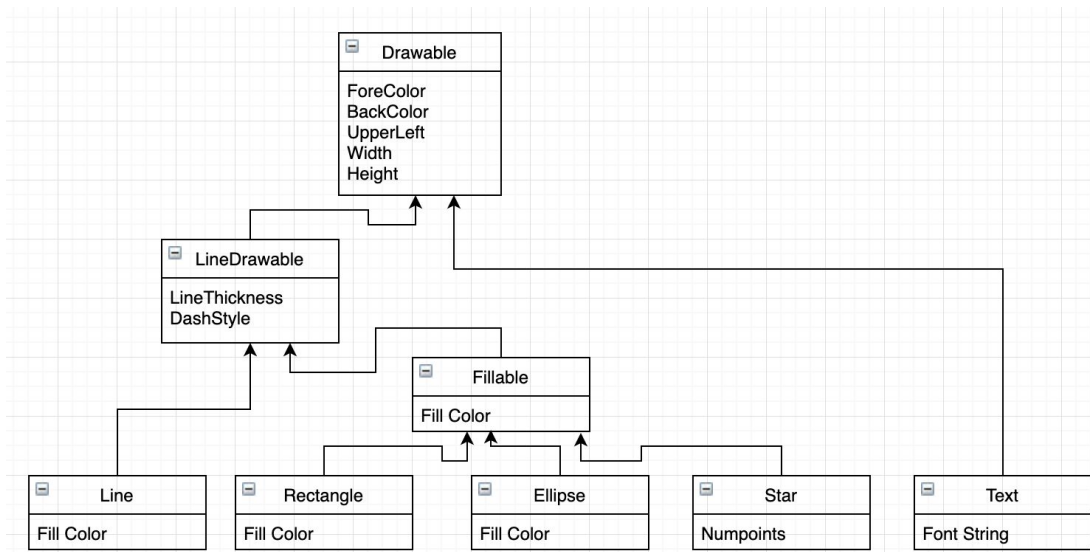 Drawable
ForeColor
BackColor
UpperLeft
Width
Height
LineDrawable
LineThickness
DashStyle
Fillable
Fill Color
Line
Fill Color
Rectangle
Fill Color
Ellipse
Fill Color
Star
Numpoints
Text
Font String